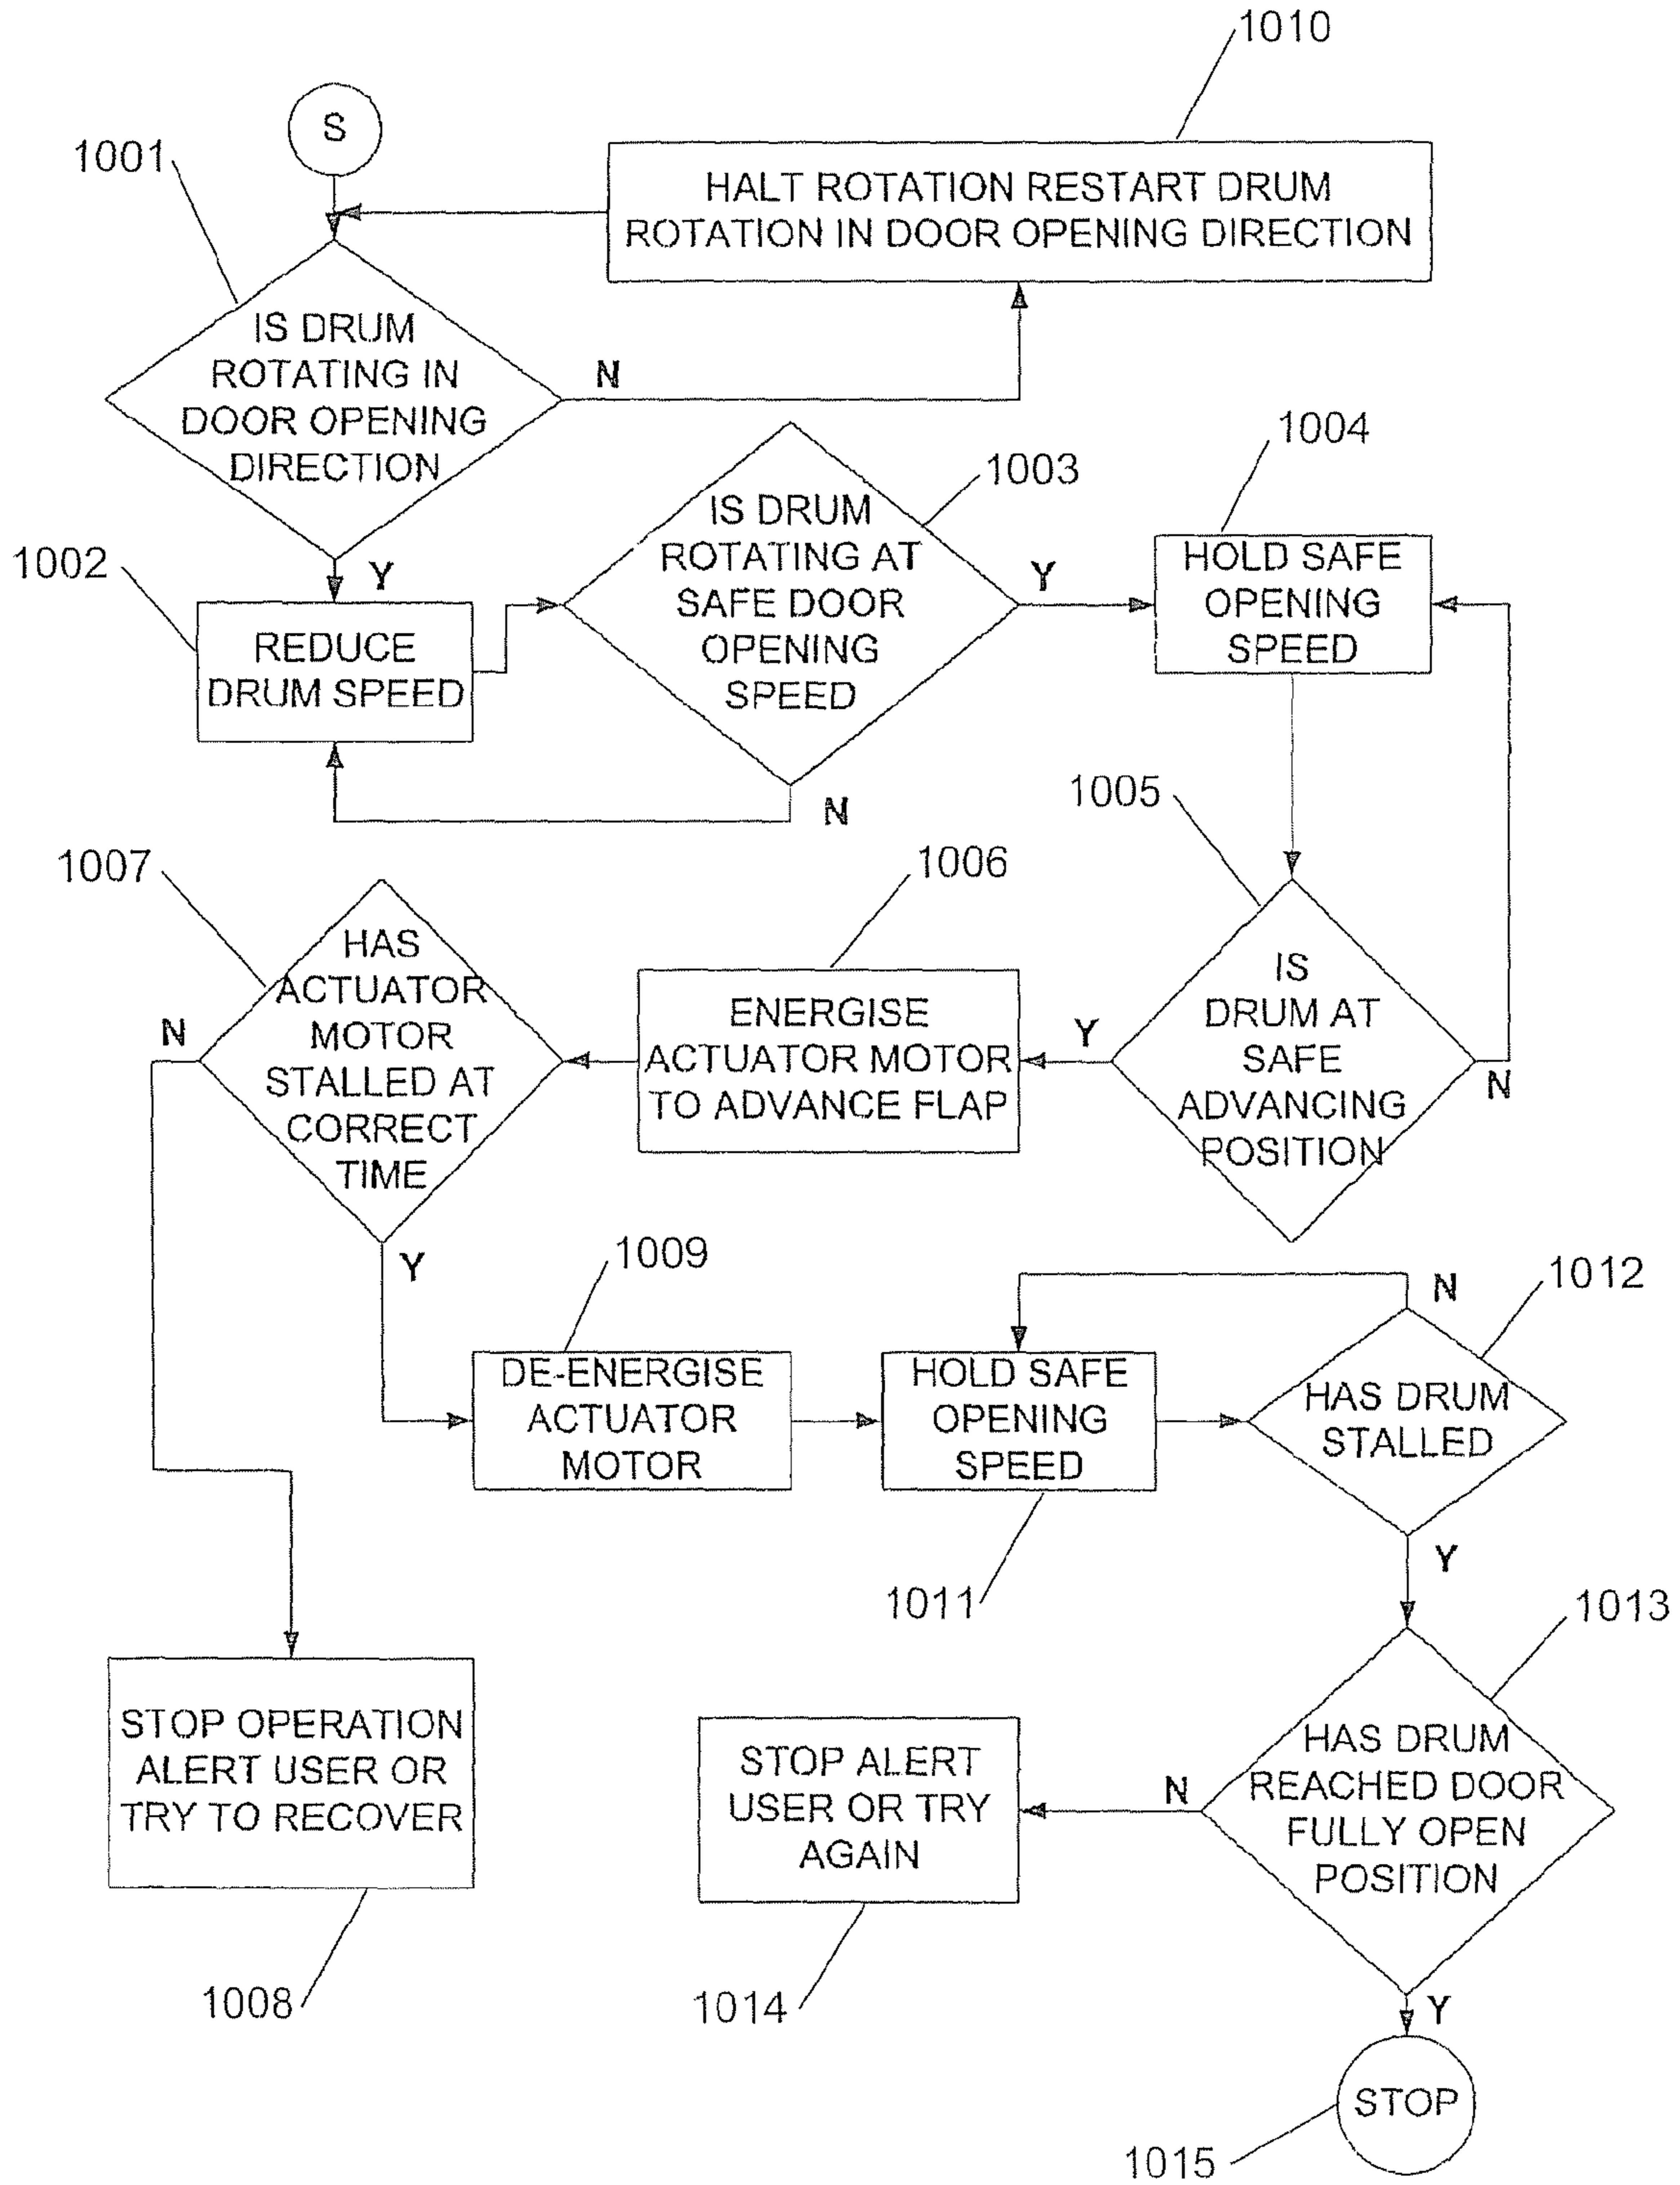 1010
S
1001
HALT ROTATION RESTART DRUM
ROTATION IN DOOR OPENING DIRECTION
IS DRUM
ROTATING IN
DOOR OPENING
DIRECTION
N
1004
1003
IS DRUM
ROTATING AT
SAFE DOOR
OPENING
SPEED
Y
HOLD SAFE
OPENING
SPEED
1002
Y
REDUCE
DRUM SPEED
N
1005
1007
1006
HAS
ACTUATOR
MOTOR
STALLED AT
CORRECT
TIME
N
ENERGISE
ACTUATOR MOTOR
TO ADVANCE FLAP
Y
IS
DRUM AT
SAFE
ADVANCING
POSITION
N
Y
1009
N
1012
DE-ENERGISE
ACTUATOR
MOTOR
HOLD SAFE
OPENING
SPEED
HAS DRUM
STALLED
1011
Y
1013
STOP OPERATION
ALERT USER OR
TRY TO RECOVER
STOP ALERT
USER OR TRY
AGAIN
N
HAS DRUM
REACHED DOOR
FULLY OPEN
POSITION
1008
1014
Y
STOP
1015